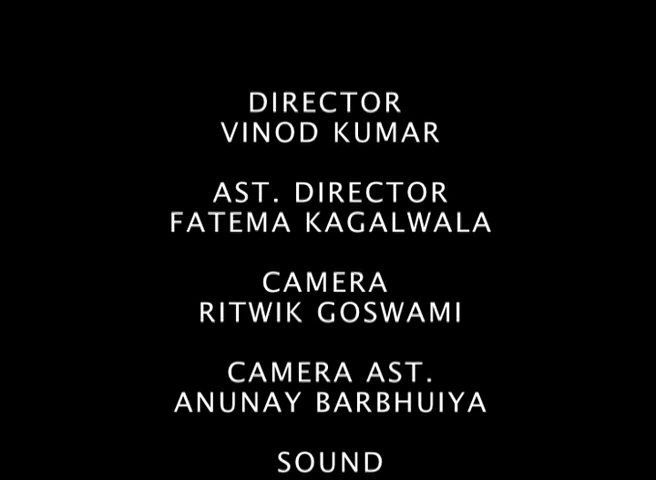 DIRECTOR
VINOD KUMAR
AST. DIRECTOR
FATEMA KAGALWALA
CAMERA
RITWIK GOSWAMI
CAMERA AST.
ANUNAY BARBHUIYA
SOUND